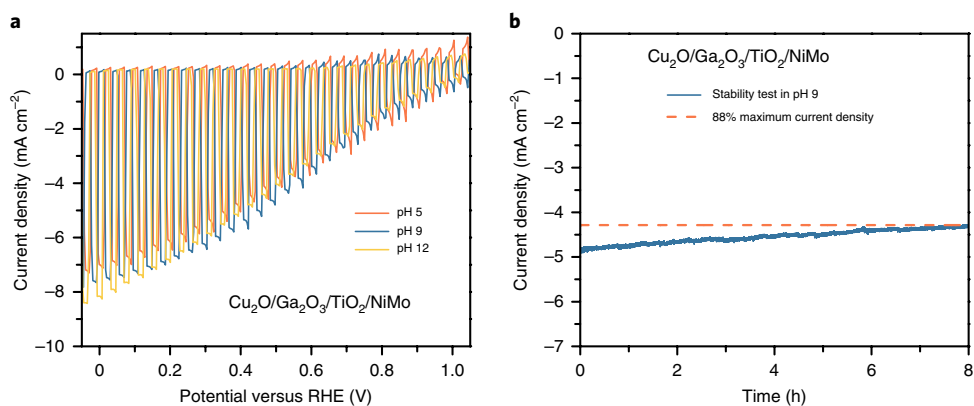 a
0
−2
−4
−6
−8
−10
Current density (mA cm⁻²)
pH 5
pH 9
pH 12
Cu₂O/Ga₂O₃/TiO₂/NiMo
0 0.2 0.4 0.6 0.8 1.0
Potential versus RHE (V)
b
0
−1
−2
−3
−4
−5
−6
−7
Current density (mA cm⁻²)
Cu₂O/Ga₂O₃/TiO₂/NiMo
Stability test in pH 9
88% maximum current density
0 2 4 6 8
Time (h)